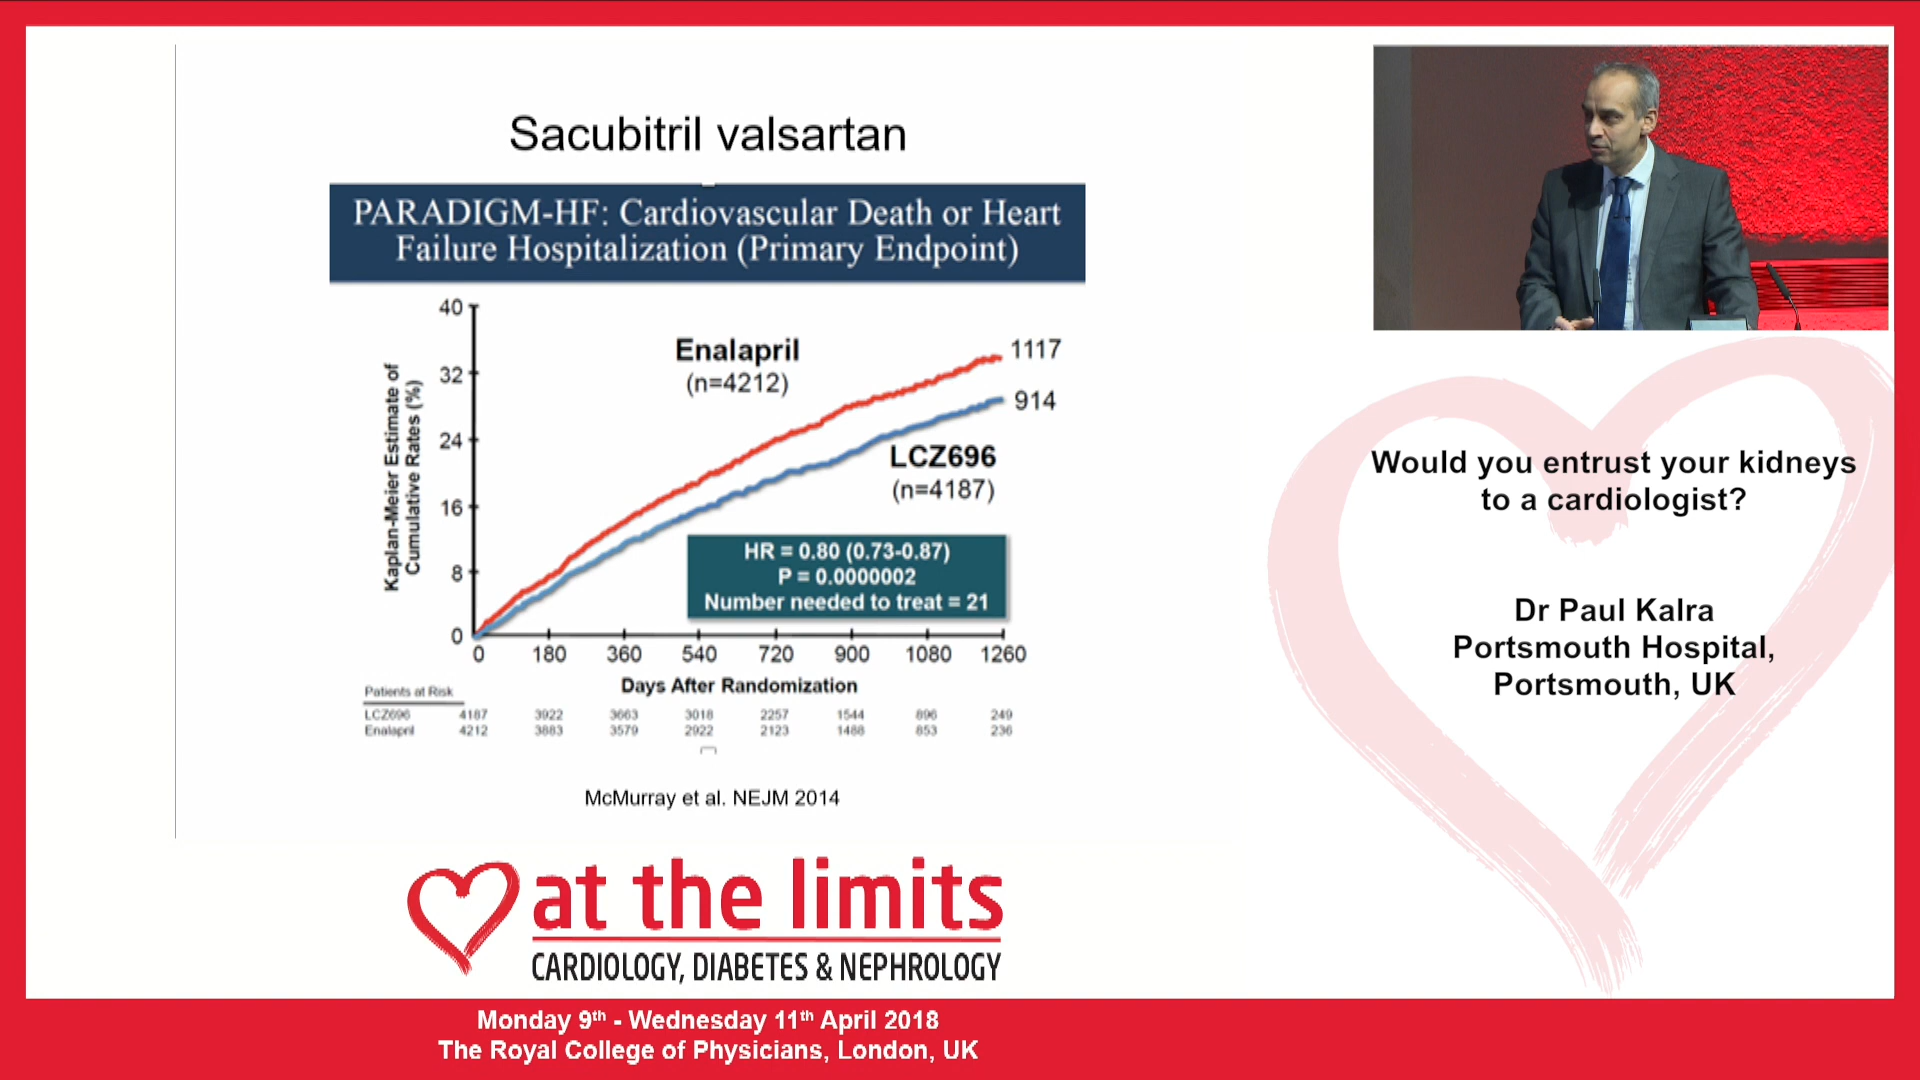 Sacubitril valsartan
PARADIGM-HF: Cardiovascular Death or Heart
Failure Hospitalization (Primary Endpoint)
40
32
24
16
8
0
Kaplan-Meier Estimate of
Cumulative Rates (%)
Enalapril
(n=4212)
1117
914
LCZ696
(n=4187)
HR = 0.80 (0.73-0.87)
P = 0.0000002
Number needed to treat = 21
0 180 360 540 720 900 1080 1260
Days After Randomization
Patients at Risk
LCZ696 4187 3922 3663 3018 2257 1544 896 249
Enalapril 4212 3883 3579 2922 2123 1488 853 236
McMurray et al. NEJM 2014
at the limits
CARDIOLOGY, DIABETES & NEPHROLOGY
Monday 9th - Wednesday 11th April 2018
The Royal College of Physicians, London, UK
Would you entrust your kidneys
to a cardiologist?
Dr Paul Kalra
Portsmouth Hospital,
Portsmouth, UK